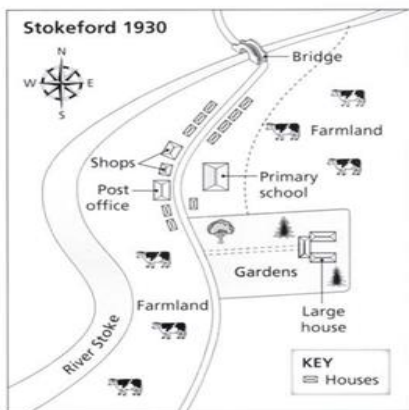 Stokeford 1930
N
W E
S
Bridge
Farmland
Shops
Post
office
Primary
school
Gardens
Farmland
Large
house
River Stoke
KEY
Houses